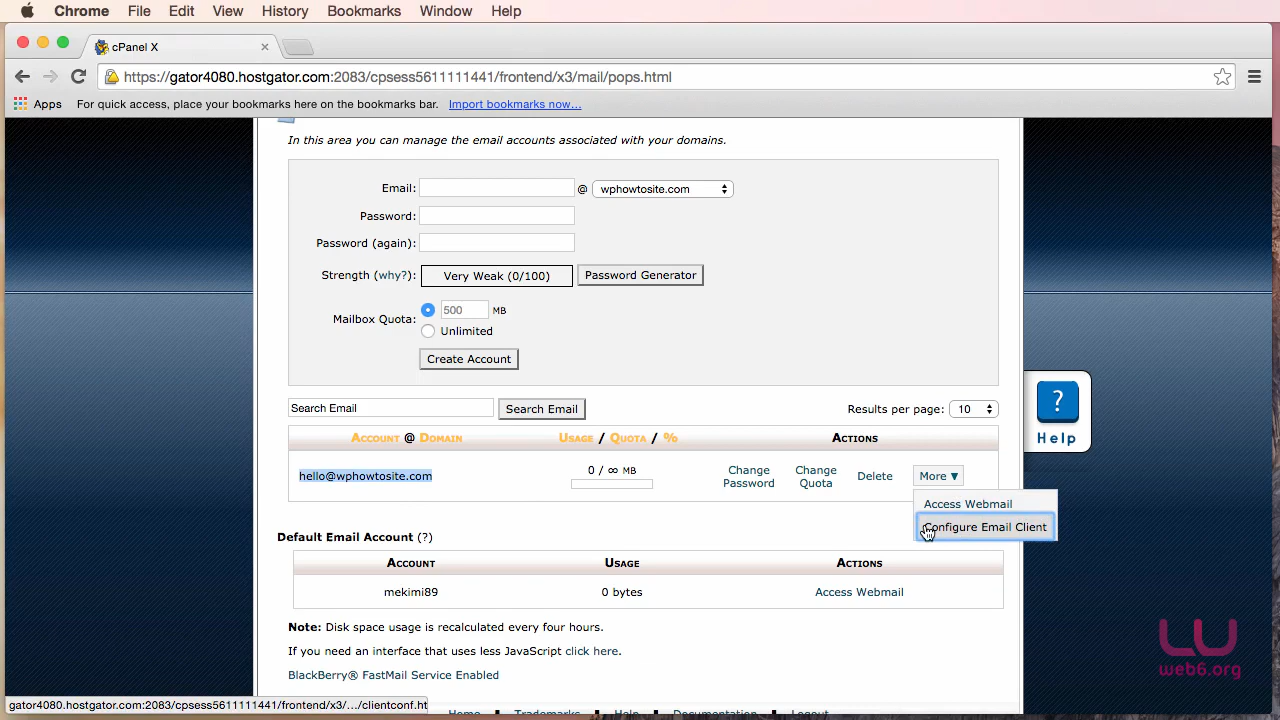 Chrome File Edit View History Bookmarks Window Help
cPanel X
https://gator4080.hostgator.com:2083/cpsess5611111441/frontend/x3/mail/pops.html
Apps For quick access, place your bookmarks here on the bookmarks bar. Import bookmarks now...
In this area you can manage the email accounts associated with your domains.
Email: @ wphowtosite.com
Password:
Password (again):
Strength (why?): Very Weak (0/100) Password Generator
Mailbox Quota: 500 MB
Unlimited
Create Account
Search Email Search Email Results per page: 10
Account @ Domain Usage / Quota / % Actions
hello@wphowtosite.com 0 / ∞ MB Change Password Change Quota Delete More ▼
Access Webmail
Configure Email Client
? Help
Default Email Account (?)
Account Usage Actions
mekimi89 0 bytes Access Webmail
Note: Disk space usage is recalculated every four hours.
If you need an interface that uses less JavaScript click here.
BlackBerry® FastMail Service Enabled
Home Trademarks Help Documentation Logout
gator4080.hostgator.com:2083/cpsess5611111441/frontend/x3/.../clientconf.ht
web6.org